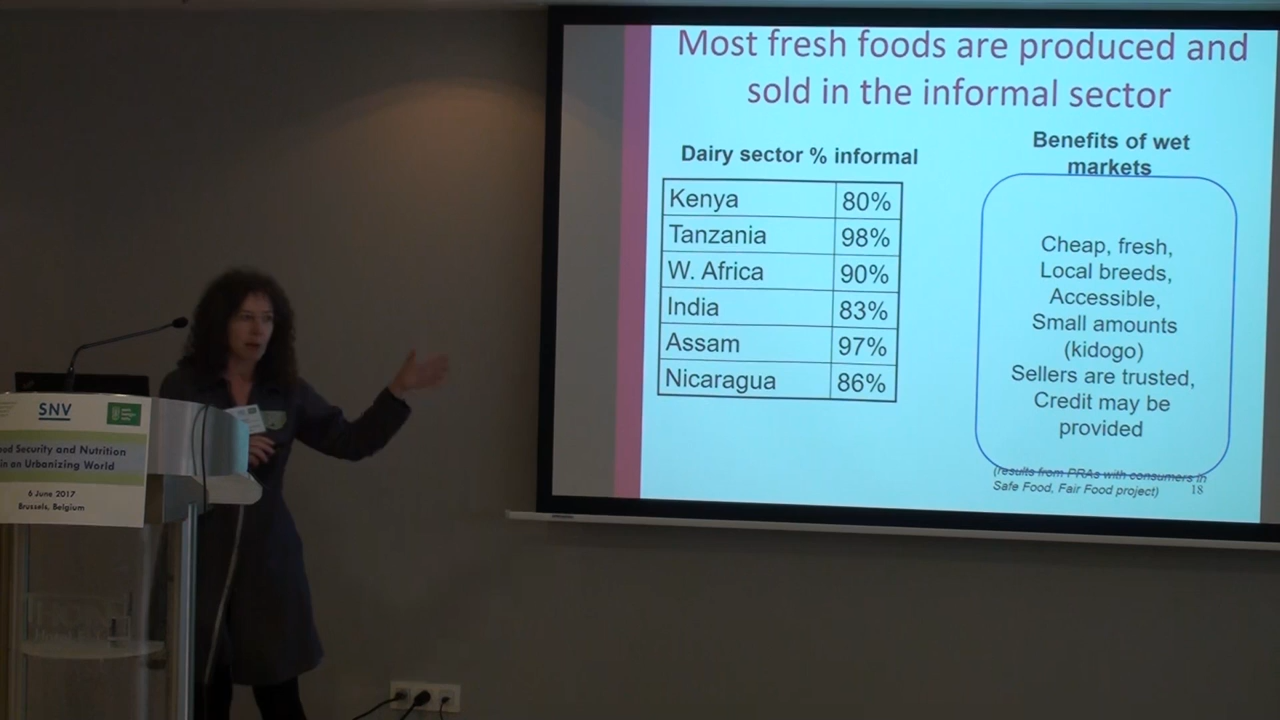 Most fresh foods are produced and
sold in the informal sector
Dairy sector % informal
Kenya 80%
Tanzania 98%
W. Africa 90%
India 83%
Assam 97%
Nicaragua 86%
Benefits of wet
markets
Cheap, fresh,
Local breeds,
Accessible,
Small amounts
(kidogo)
Sellers are trusted,
Credit may be
provided
(results from PRAs with consumers in
Safe Food, Fair Food project)
18
SNV
Security and Nutrition
in an Urbanizing World
6 June 2017
Brussels, Belgium